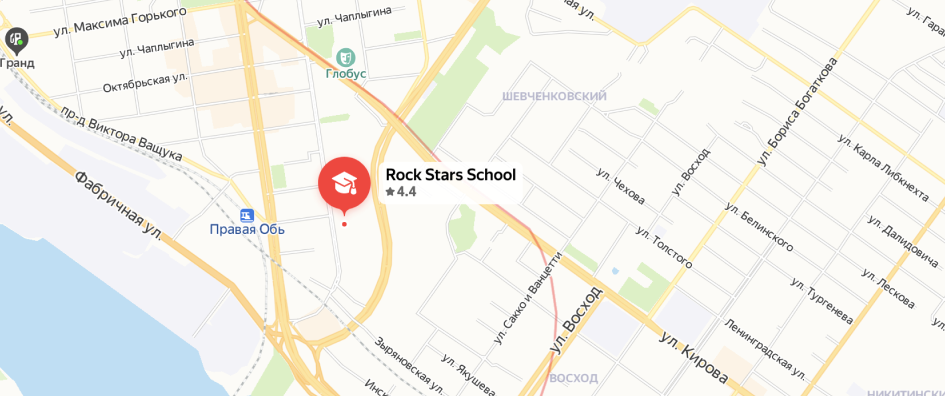 ул. Максима Горького
ул. Чаплыгина
ул. Чаплыгина
Гранд
Октябрьская ул.
Глобус
пр-д Виктора Ващука
ул.
Фабричная ул.
Правая Обь
Rock Stars School
4.4
ШЕВЧЕНКОВСКИЙ
ул. Бориса Богаткова
ул. Карла Либкнехта
ул. Чехова
ул. Восход
ул. Толстого
ул. Белинского
ул. Далидовича
ул. Лескова
ул. Тургенева
Ленинградская ул.
ул. Сакко и Ванцетти
ул. Восход
ул. Кирова
Зыряновская ул.
ул. Якушева
ВОСХОД